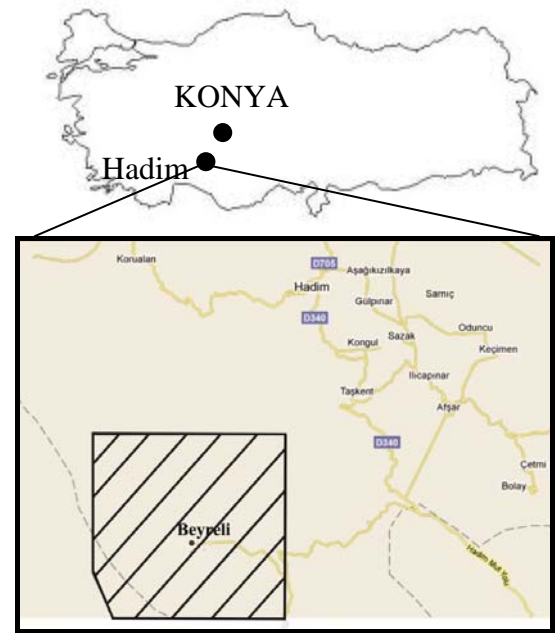 KONYA
Hadim
Korualan
D705
Aşağıkızılkaya
Hadim
Gülpınar
Sarnıç
D340
Oduncu
Kongul
Sazak
Keçimen
Ilıcapınar
Taşkent
Afşar
D340
Çetmi
Bolay
Beyreli
Hadim Mut Yolu